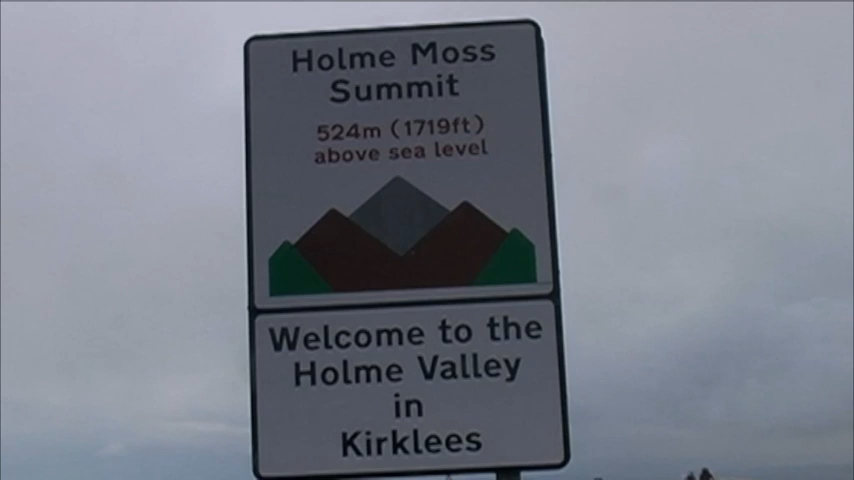 Holme Moss
Summit
524m (1719ft)
above sea level
Welcome to the
Holme Valley
in
Kirklees